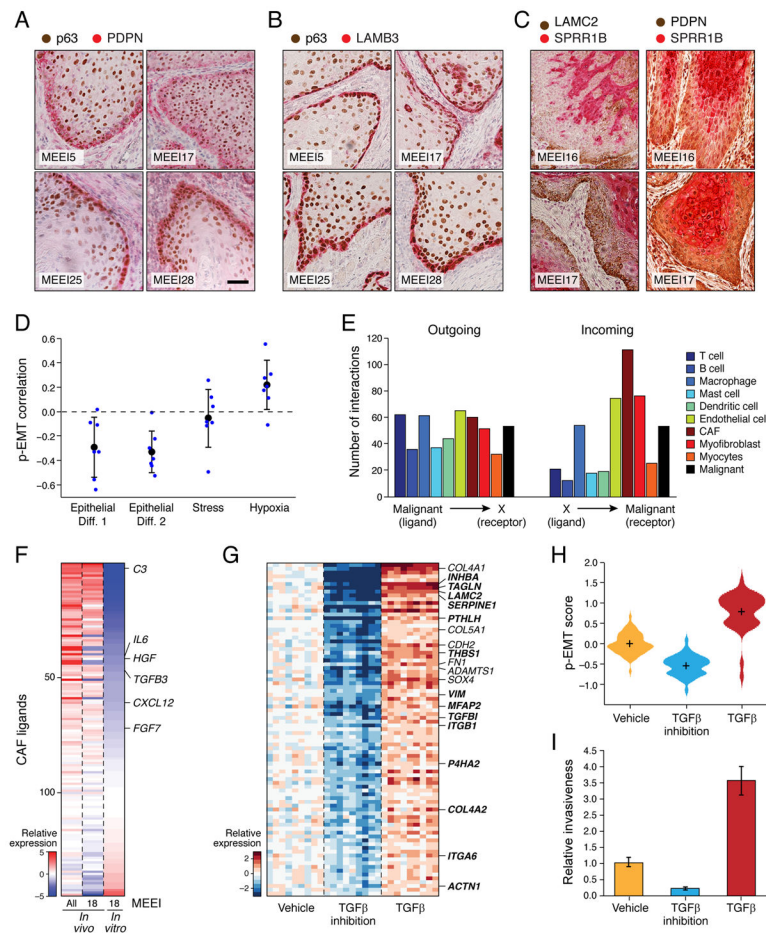 A
p63 PDPN
MEEI5
MEEI17
MEEI25
MEEI28
B
p63 LAMB3
MEEI5
MEEI17
MEEI25
MEEI28
C
LAMC2 PDPN
SPRR1B SPRR1B
MEEI16
MEEI16
MEEI17
MEEI17
D
p-EMT correlation
0.6
0.4
0.2
0.0
−0.2
−0.4
−0.6
Epithelial Diff. 1
Epithelial Diff. 2
Stress
Hypoxia
E
Outgoing Incoming
Number of interactions
120
100
80
60
40
20
0
Malignant (ligand)
X (receptor)
X (ligand)
Malignant (receptor)
T cell
B cell
Macrophage
Mast cell
Dendritic cell
Endothelial cell
CAF
Myofibroblast
Myocytes
Malignant
F
CAF ligands
50
100
C3
IL6
HGF
TGFB3
CXCL12
FGF7
Relative expression
5
0
−5
All 18 18 MEEI
In vivo
In vitro
G
COL4A1
INHBA
TAGLN
LAMC2
SERPINE1
PTHLH
COL5A1
CDH2
THBS1
FN1
ADAMTS1
SOX4
VIM
MFAP2
TGFBI
ITGB1
P4HA2
COL4A2
ITGA6
ACTN1
Relative expression
2
0
−2
Vehicle
TGFβ inhibition
TGFβ
H
p-EMT score
2.0
1.5
1.0
0.5
0.0
−0.5
−1.0
Vehicle
TGFβ inhibition
TGFβ
I
Relative invasiveness
4.5
4.0
3.5
3.0
2.5
2.0
1.5
1.0
0.5
0.0
Vehicle
TGFβ inhibition
TGFβ